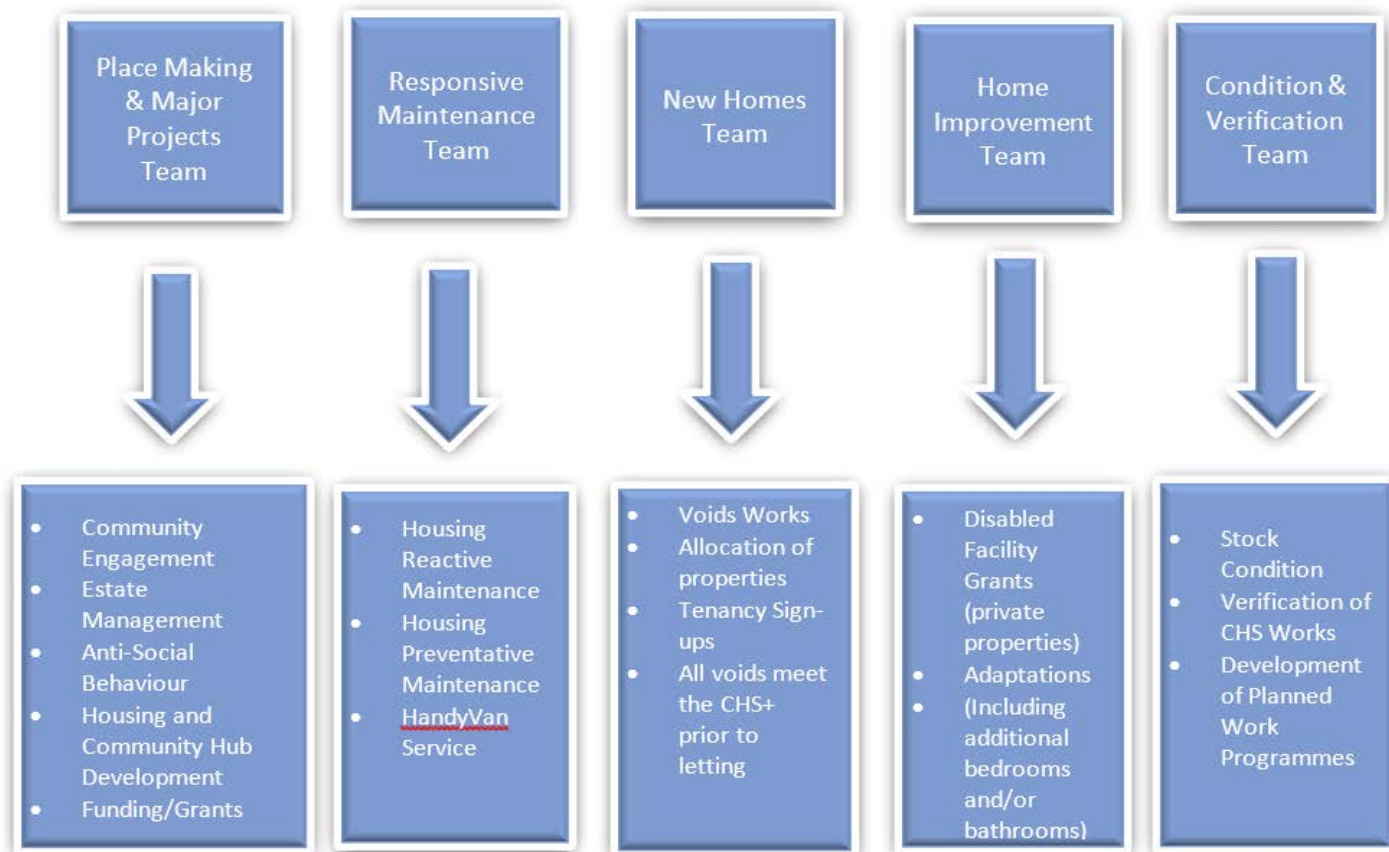 Place Making
& Major
Projects
Team
Responsive
Maintenance
Team
New Homes
Team
Home
Improvement
Team
Condition &
Verification
Team
• Community
Engagement
• Estate
Management
• Anti-Social
Behaviour
• Housing and
Community Hub
Development
• Funding/Grants
• Housing
Reactive
Maintenance
• Housing
Preventative
Maintenance
• HandyVan
Service
• Voids Works
• Allocation of
properties
• Tenancy Sign-
ups
• All voids meet
the CHS+
prior to
letting
• Disabled
Facility
Grants
(private
properties)
• Adaptations
• (Including
additional
bedrooms
and/or
bathrooms)
• Stock
Condition
• Verification of
CHS Works
• Development
of Planned
Work
Programmes